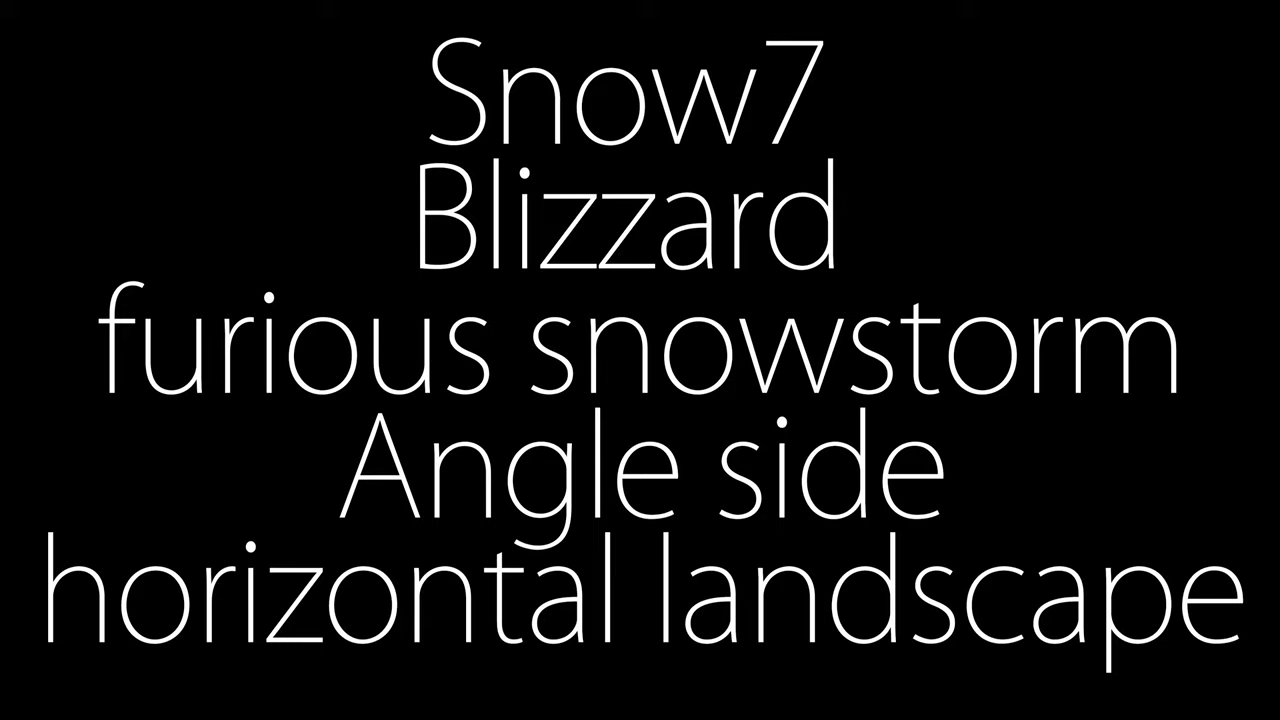 Snow7
Blizzard
furious snowstorm
Angle side
horizontal landscape